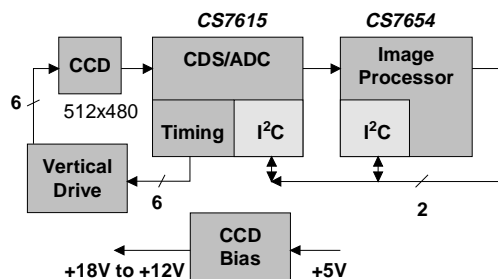 CS7615
CS7654
CCD
CDS/ADC
Image
Processor
6
512x480
Timing
I²C
I²C
Vertical
Drive
6
2
CCD
Bias
+18V to +12V
+5V